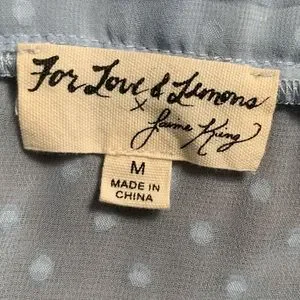 For Love & Lemons
x
Jaime King
M
MADE IN
CHINA